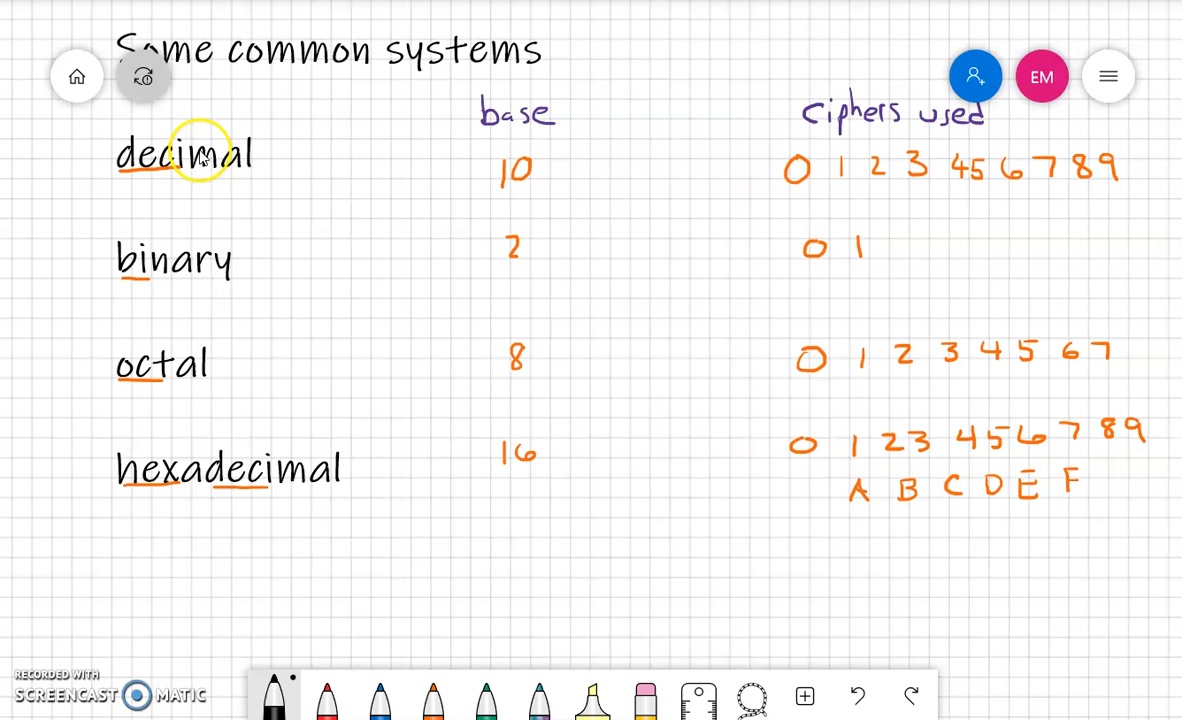 Some common systems
EM
base
ciphers used
decimal
10
0 1 2 3 4 5 6 7 8 9
binary
2
0 1
octal
8
0 1 2 3 4 5 6 7
hexadecimal
16
0 1 2 3 4 5 6 7 8 9
A B C D E F
RECORDED WITH
SCREENCAST MATIC